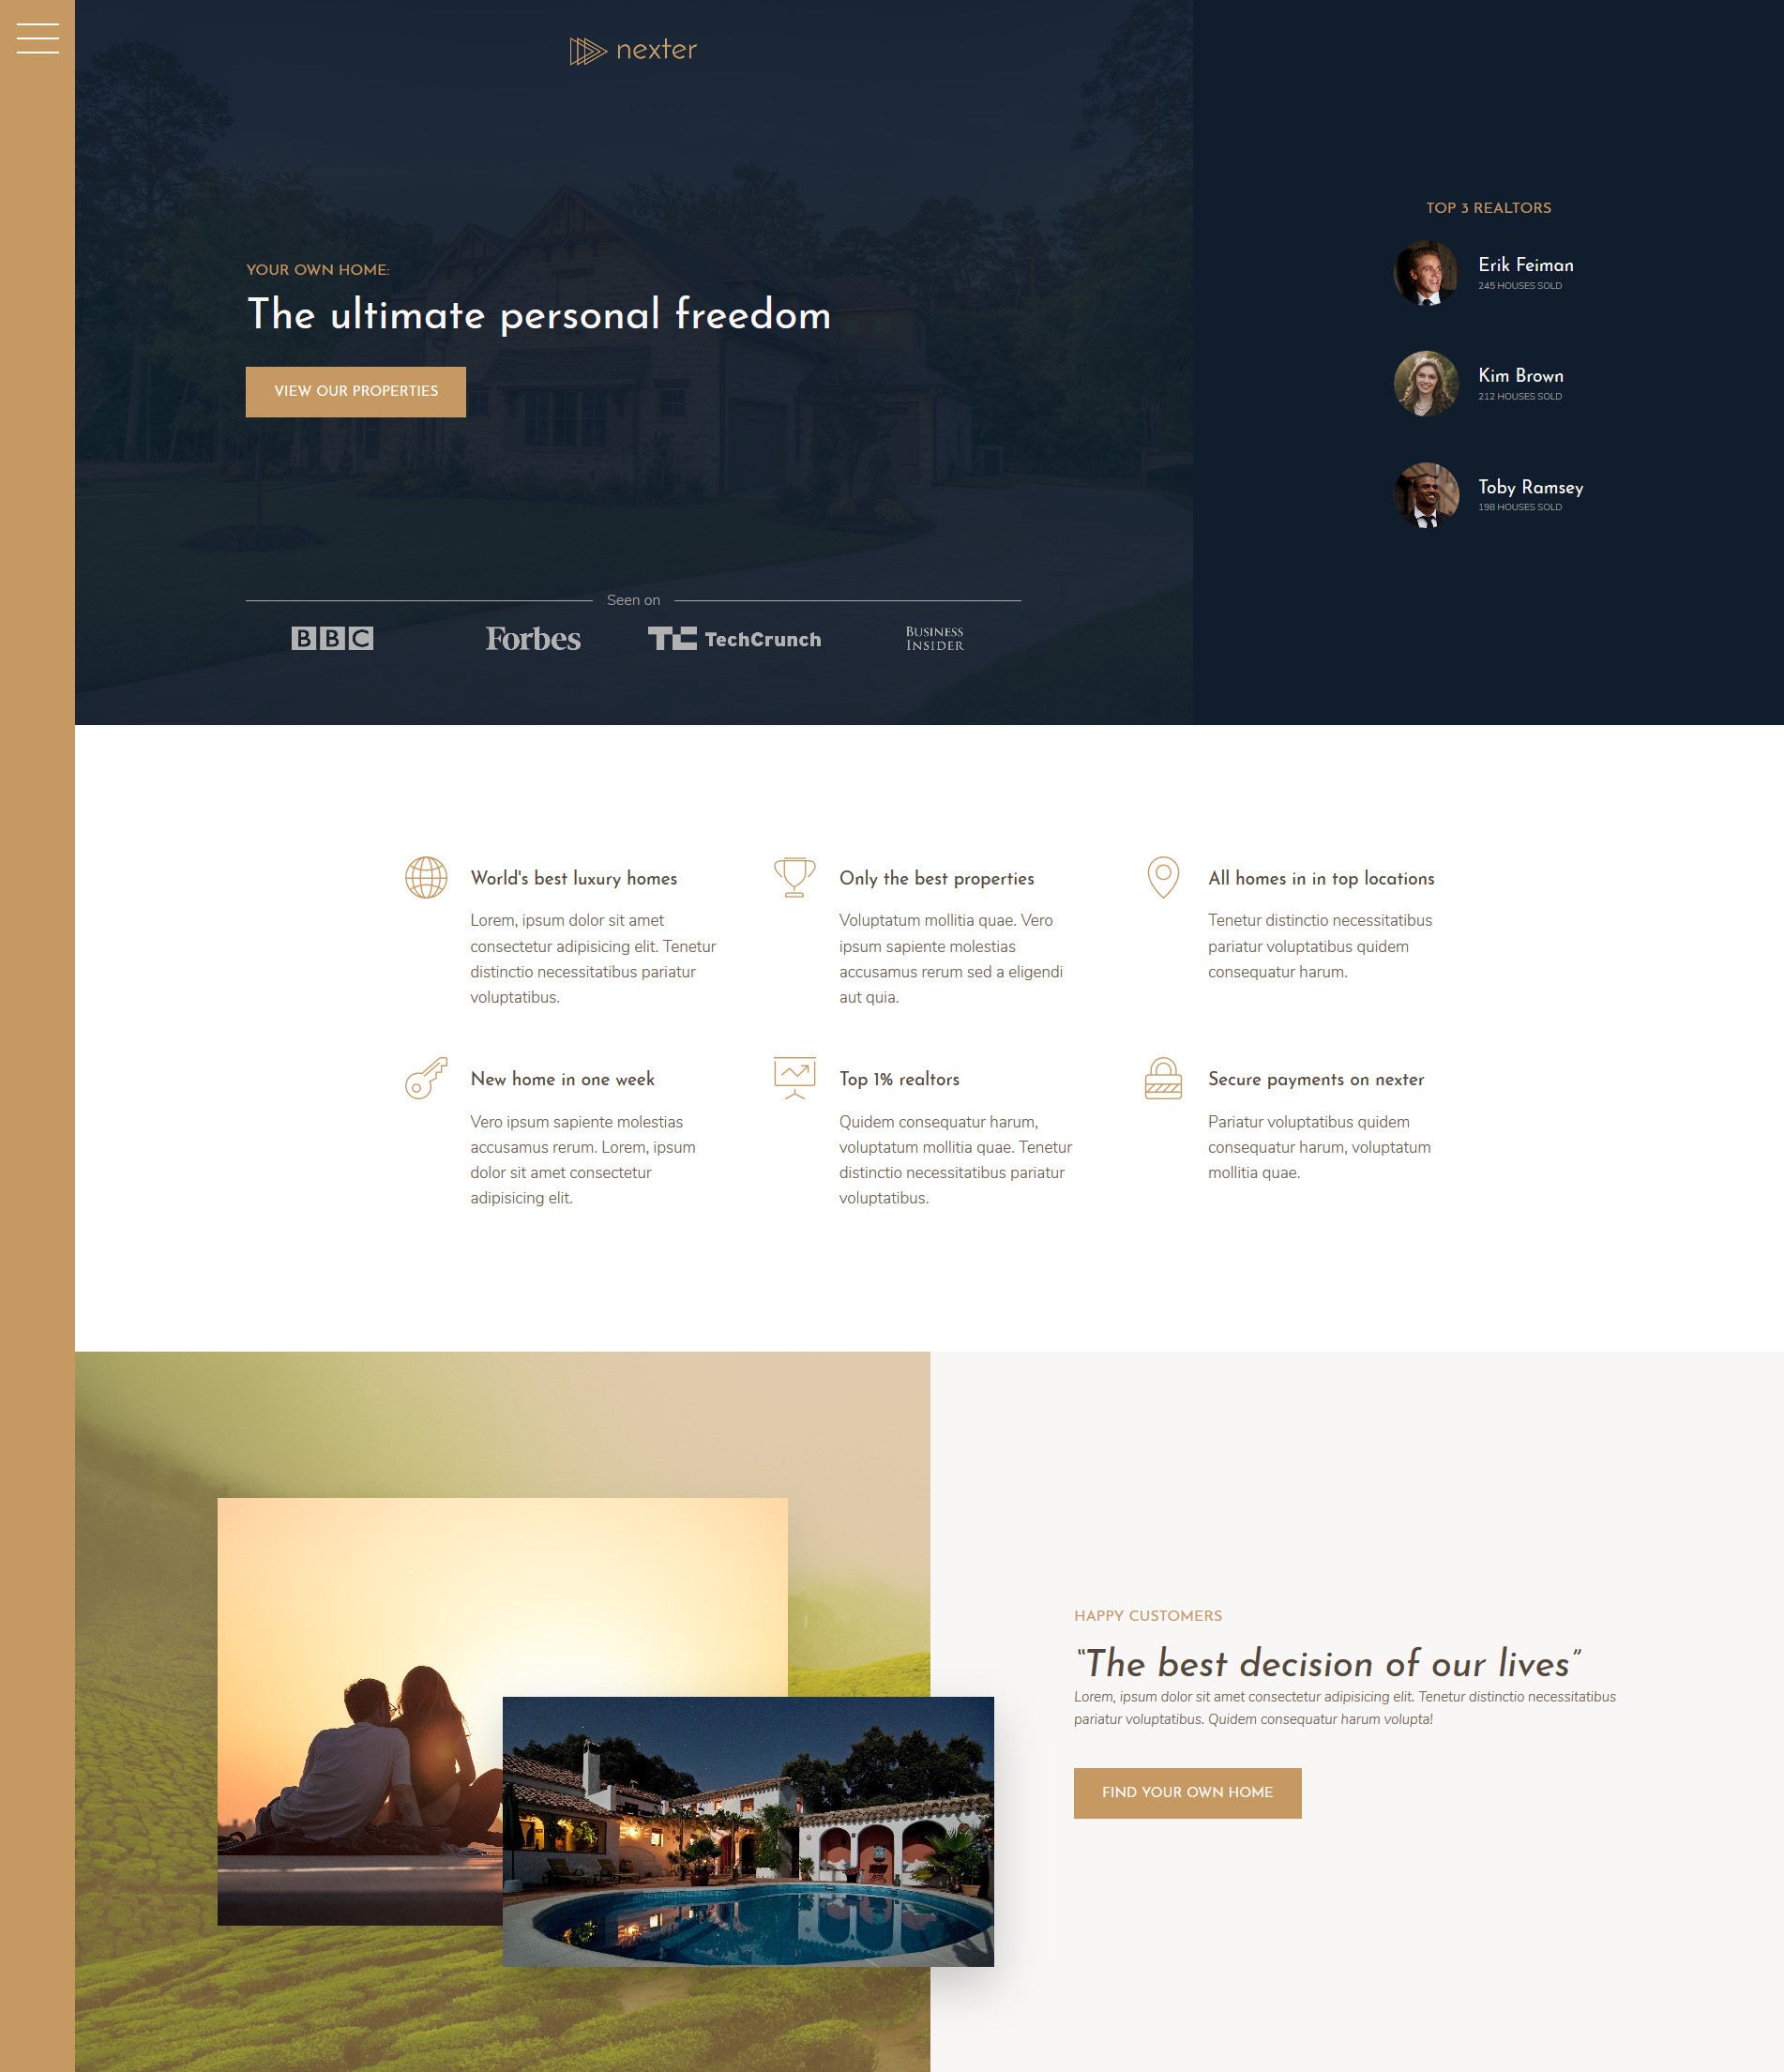 nexter
YOUR OWN HOME:
The ultimate personal freedom
VIEW OUR PROPERTIES
Seen on
BBC
Forbes
TC TechCrunch
BUSINESS
INSIDER
TOP 3 REALTORS
Erik Feiman
245 HOUSES SOLD
Kim Brown
212 HOUSES SOLD
Toby Ramsey
198 HOUSES SOLD
World's best luxury homes
Lorem, ipsum dolor sit amet
consectetur adipisicing elit. Tenetur
distinctio necessitatibus pariatur
voluptatibus.
Only the best properties
Voluptatum mollitia quae. Vero
ipsum sapiente molestias
accusamus rerum sed a eligendi
aut quia.
All homes in in top locations
Tenetur distinctio necessitatibus
pariatur voluptatibus quidem
consequatur harum.
New home in one week
Vero ipsum sapiente molestias
accusamus rerum. Lorem, ipsum
dolor sit amet consectetur
adipisicing elit.
Top 1% realtors
Quidem consequatur harum,
voluptatum mollitia quae. Tenetur
distinctio necessitatibus pariatur
voluptatibus.
Secure payments on nexter
Pariatur voluptatibus quidem
consequatur harum, voluptatum
mollitia quae.
HAPPY CUSTOMERS
“The best decision of our lives”
Lorem, ipsum dolor sit amet consectetur adipisicing elit. Tenetur distinctio necessitatibus
pariatur voluptatibus. Quidem consequatur harum volupta!
FIND YOUR OWN HOME